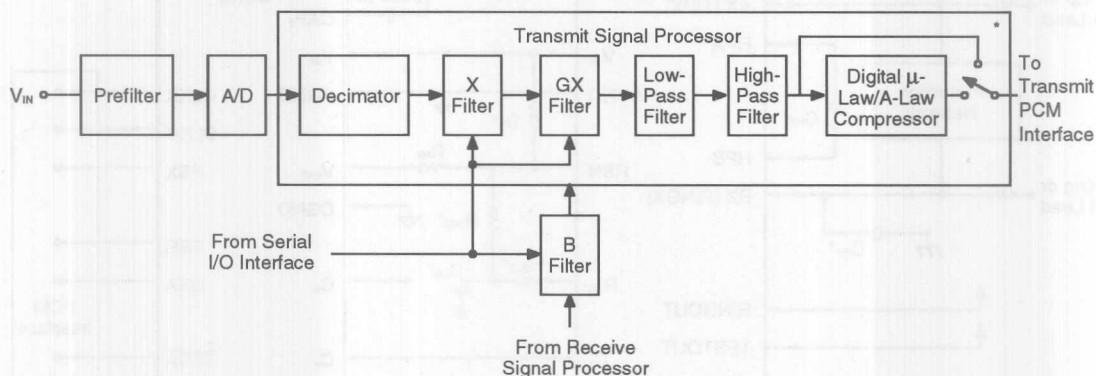 Transmit Signal Processor
*
V_IN
Prefilter
A/D
Decimator
X
Filter
GX
Filter
Low-
Pass
Filter
High-
Pass
Filter
Digital μ-
Law/A-Law
Compressor
To
Transmit
PCM
Interface
From Serial
I/O Interface
B
Filter
From Receive
Signal Processor